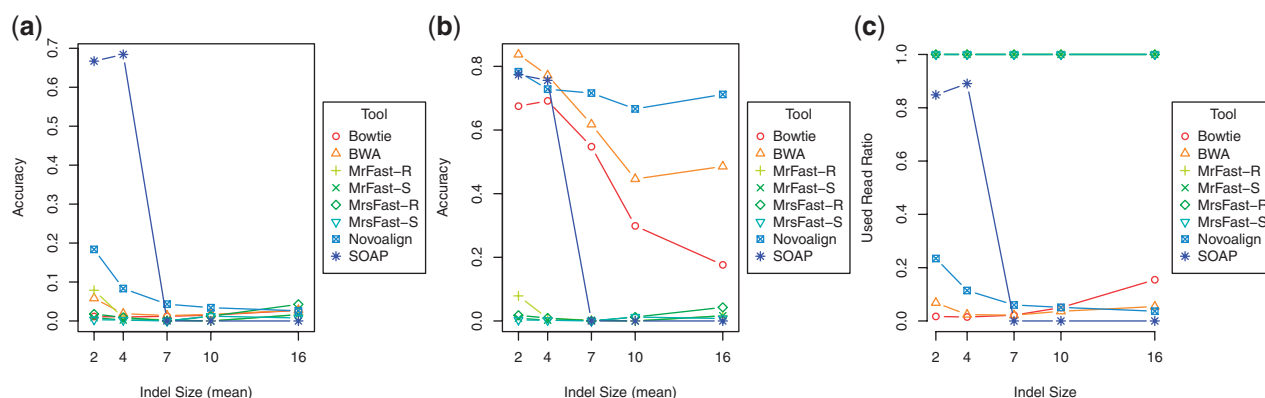 (a)
0.7
0.6
0.5
0.4
0.3
0.2
0.1
0.0
Accuracy
2 4 7 10 16
Indel Size (mean)
Tool
Bowtie
BWA
MrFast–R
MrFast–S
MrsFast–R
MrsFast–S
Novoalign
SOAP
(b)
0.8
0.6
0.4
0.2
0.0
Accuracy
2 4 7 10 16
Indel Size (mean)
Tool
Bowtie
BWA
MrFast–R
MrFast–S
MrsFast–R
MrsFast–S
Novoalign
SOAP
(c)
1.0
0.8
0.6
0.4
0.2
0.0
Used Read Ratio
2 4 7 10 16
Indel Size
Tool
Bowtie
BWA
MrFast–R
MrFast–S
MrsFast–R
MrsFast–S
Novoalign
SOAP